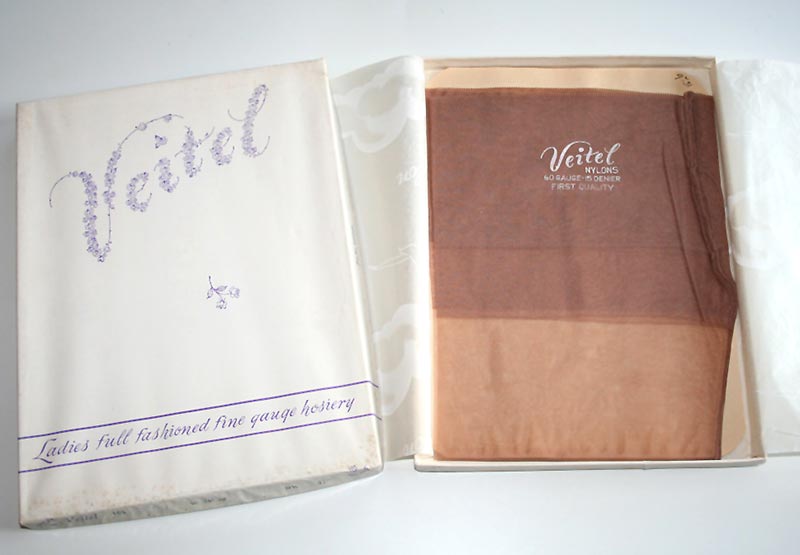 Veitel
Ladies full fashioned fine gauge hosiery
Veitel
NYLONS
60 GAUGE-15 DENIER
FIRST QUALITY